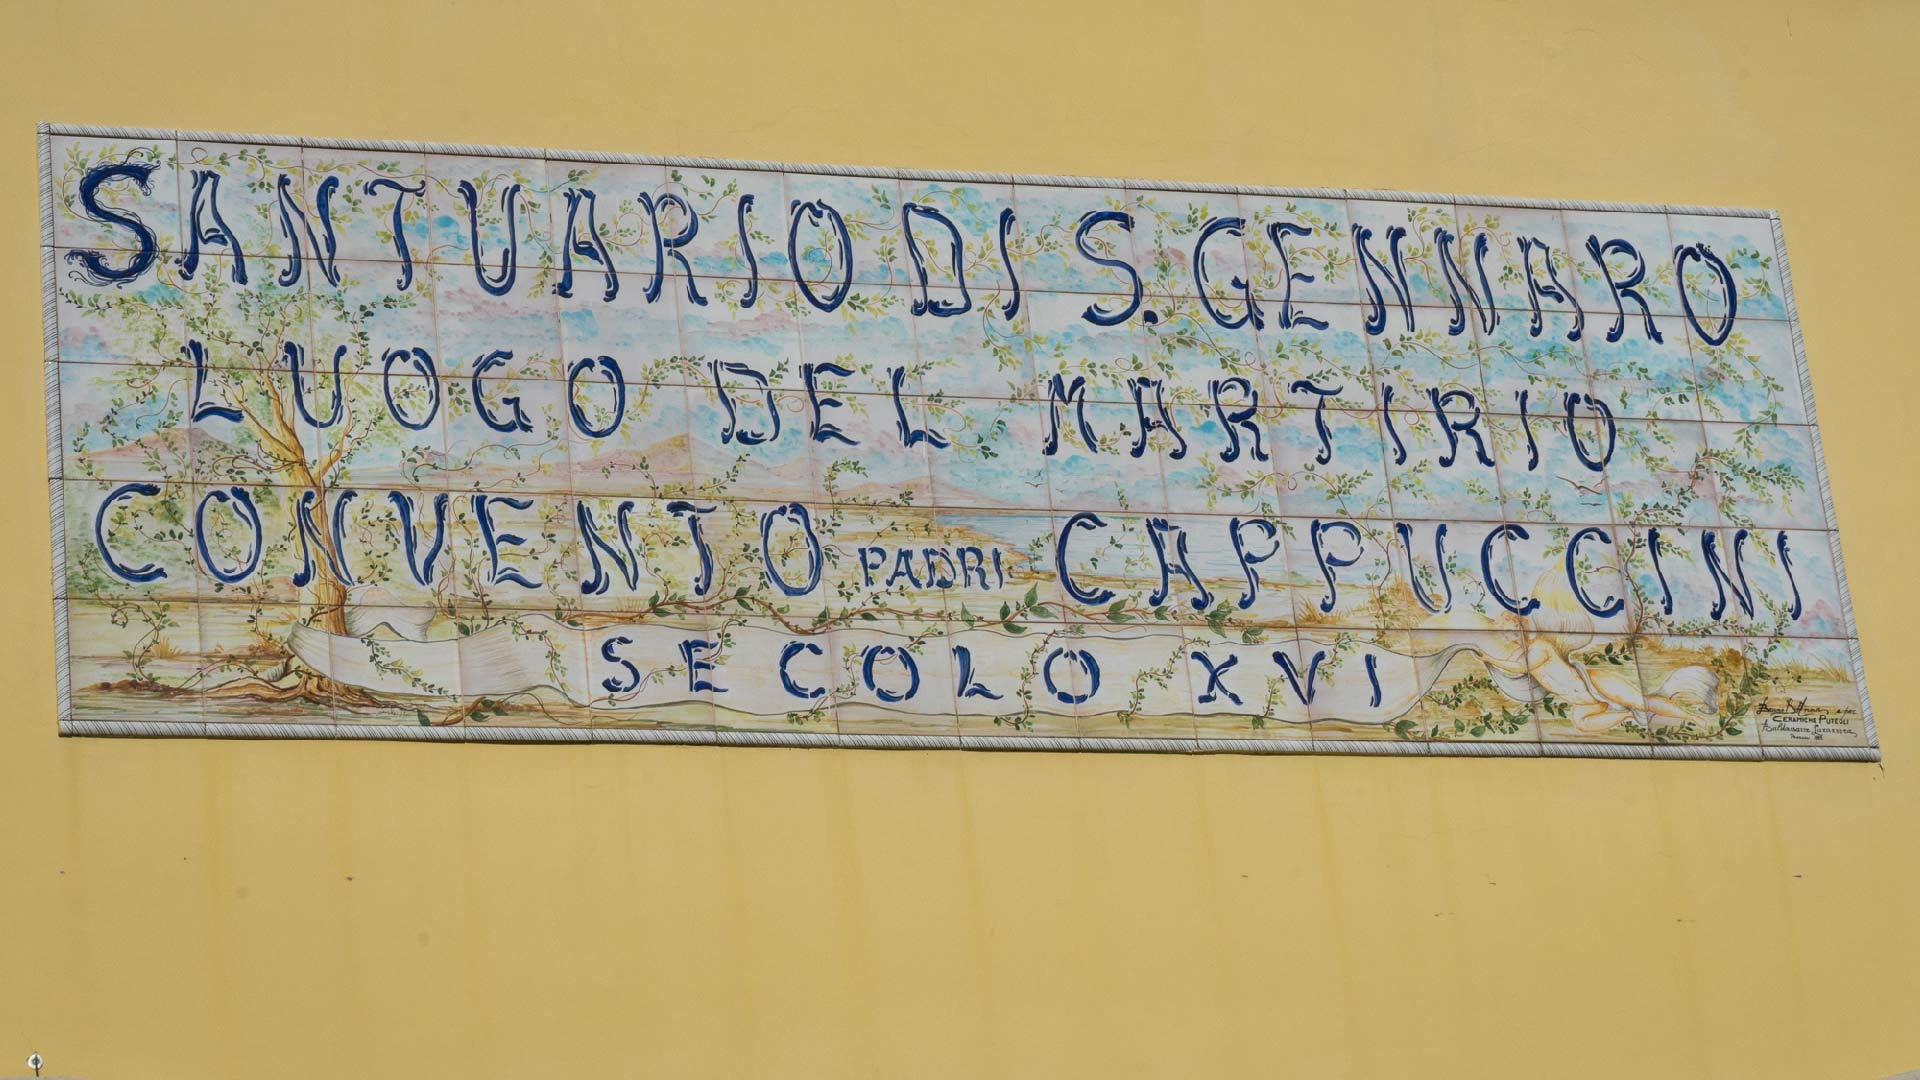 SANTUARIO DI S. GENNARO
LUOGO DEL MARTIRIO
CONVENTO PADRI CAPPUCCINI
SECOLO XVI
CERAMICHE PUTEOLI